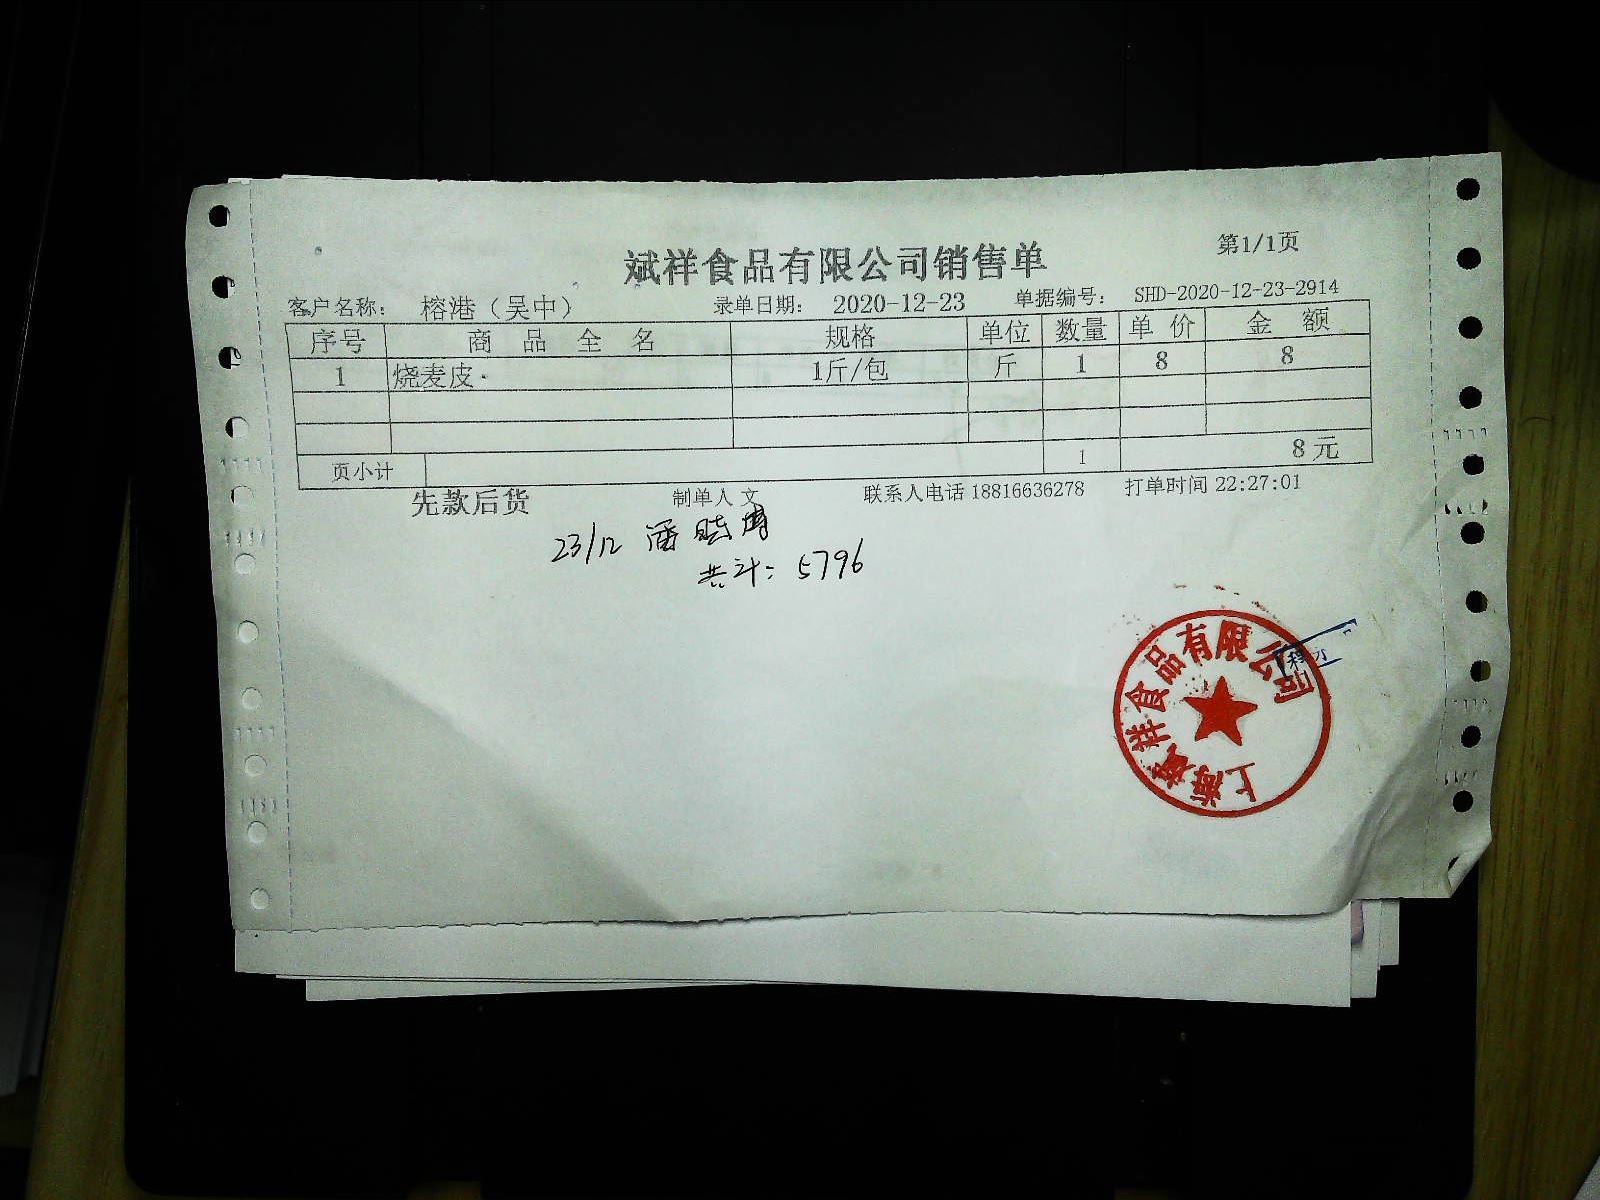 斌祥食品有限公司销售单
第1/1页
客户名称： 榕港（吴中） 录单日期： 2020-12-23 单据编号： SHD-2020-12-23-2914
序号 商品全名 规格 单位 数量 单价 金额
1 烧麦皮 1斤/包 斤 1 8 8
页小计 1 8元
先款后货 制单人 文 联系人电话 18816636278 打单时间 22:27:01
23/12 潘
共计：5796
上海斌祥食品有限公司